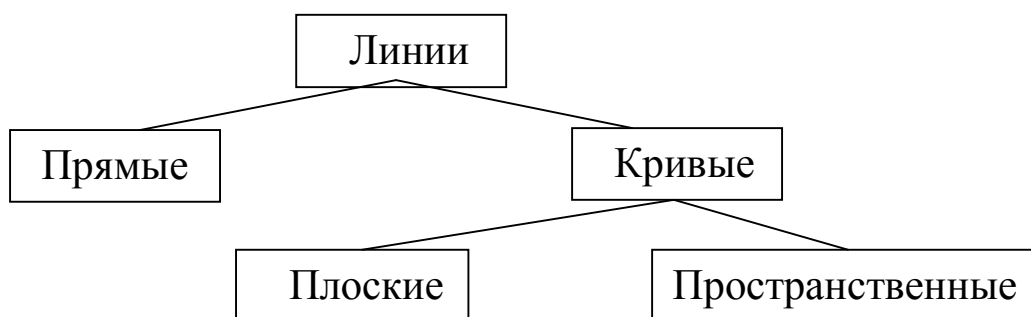 Линии
Прямые
Кривые
Плоские
Пространственные